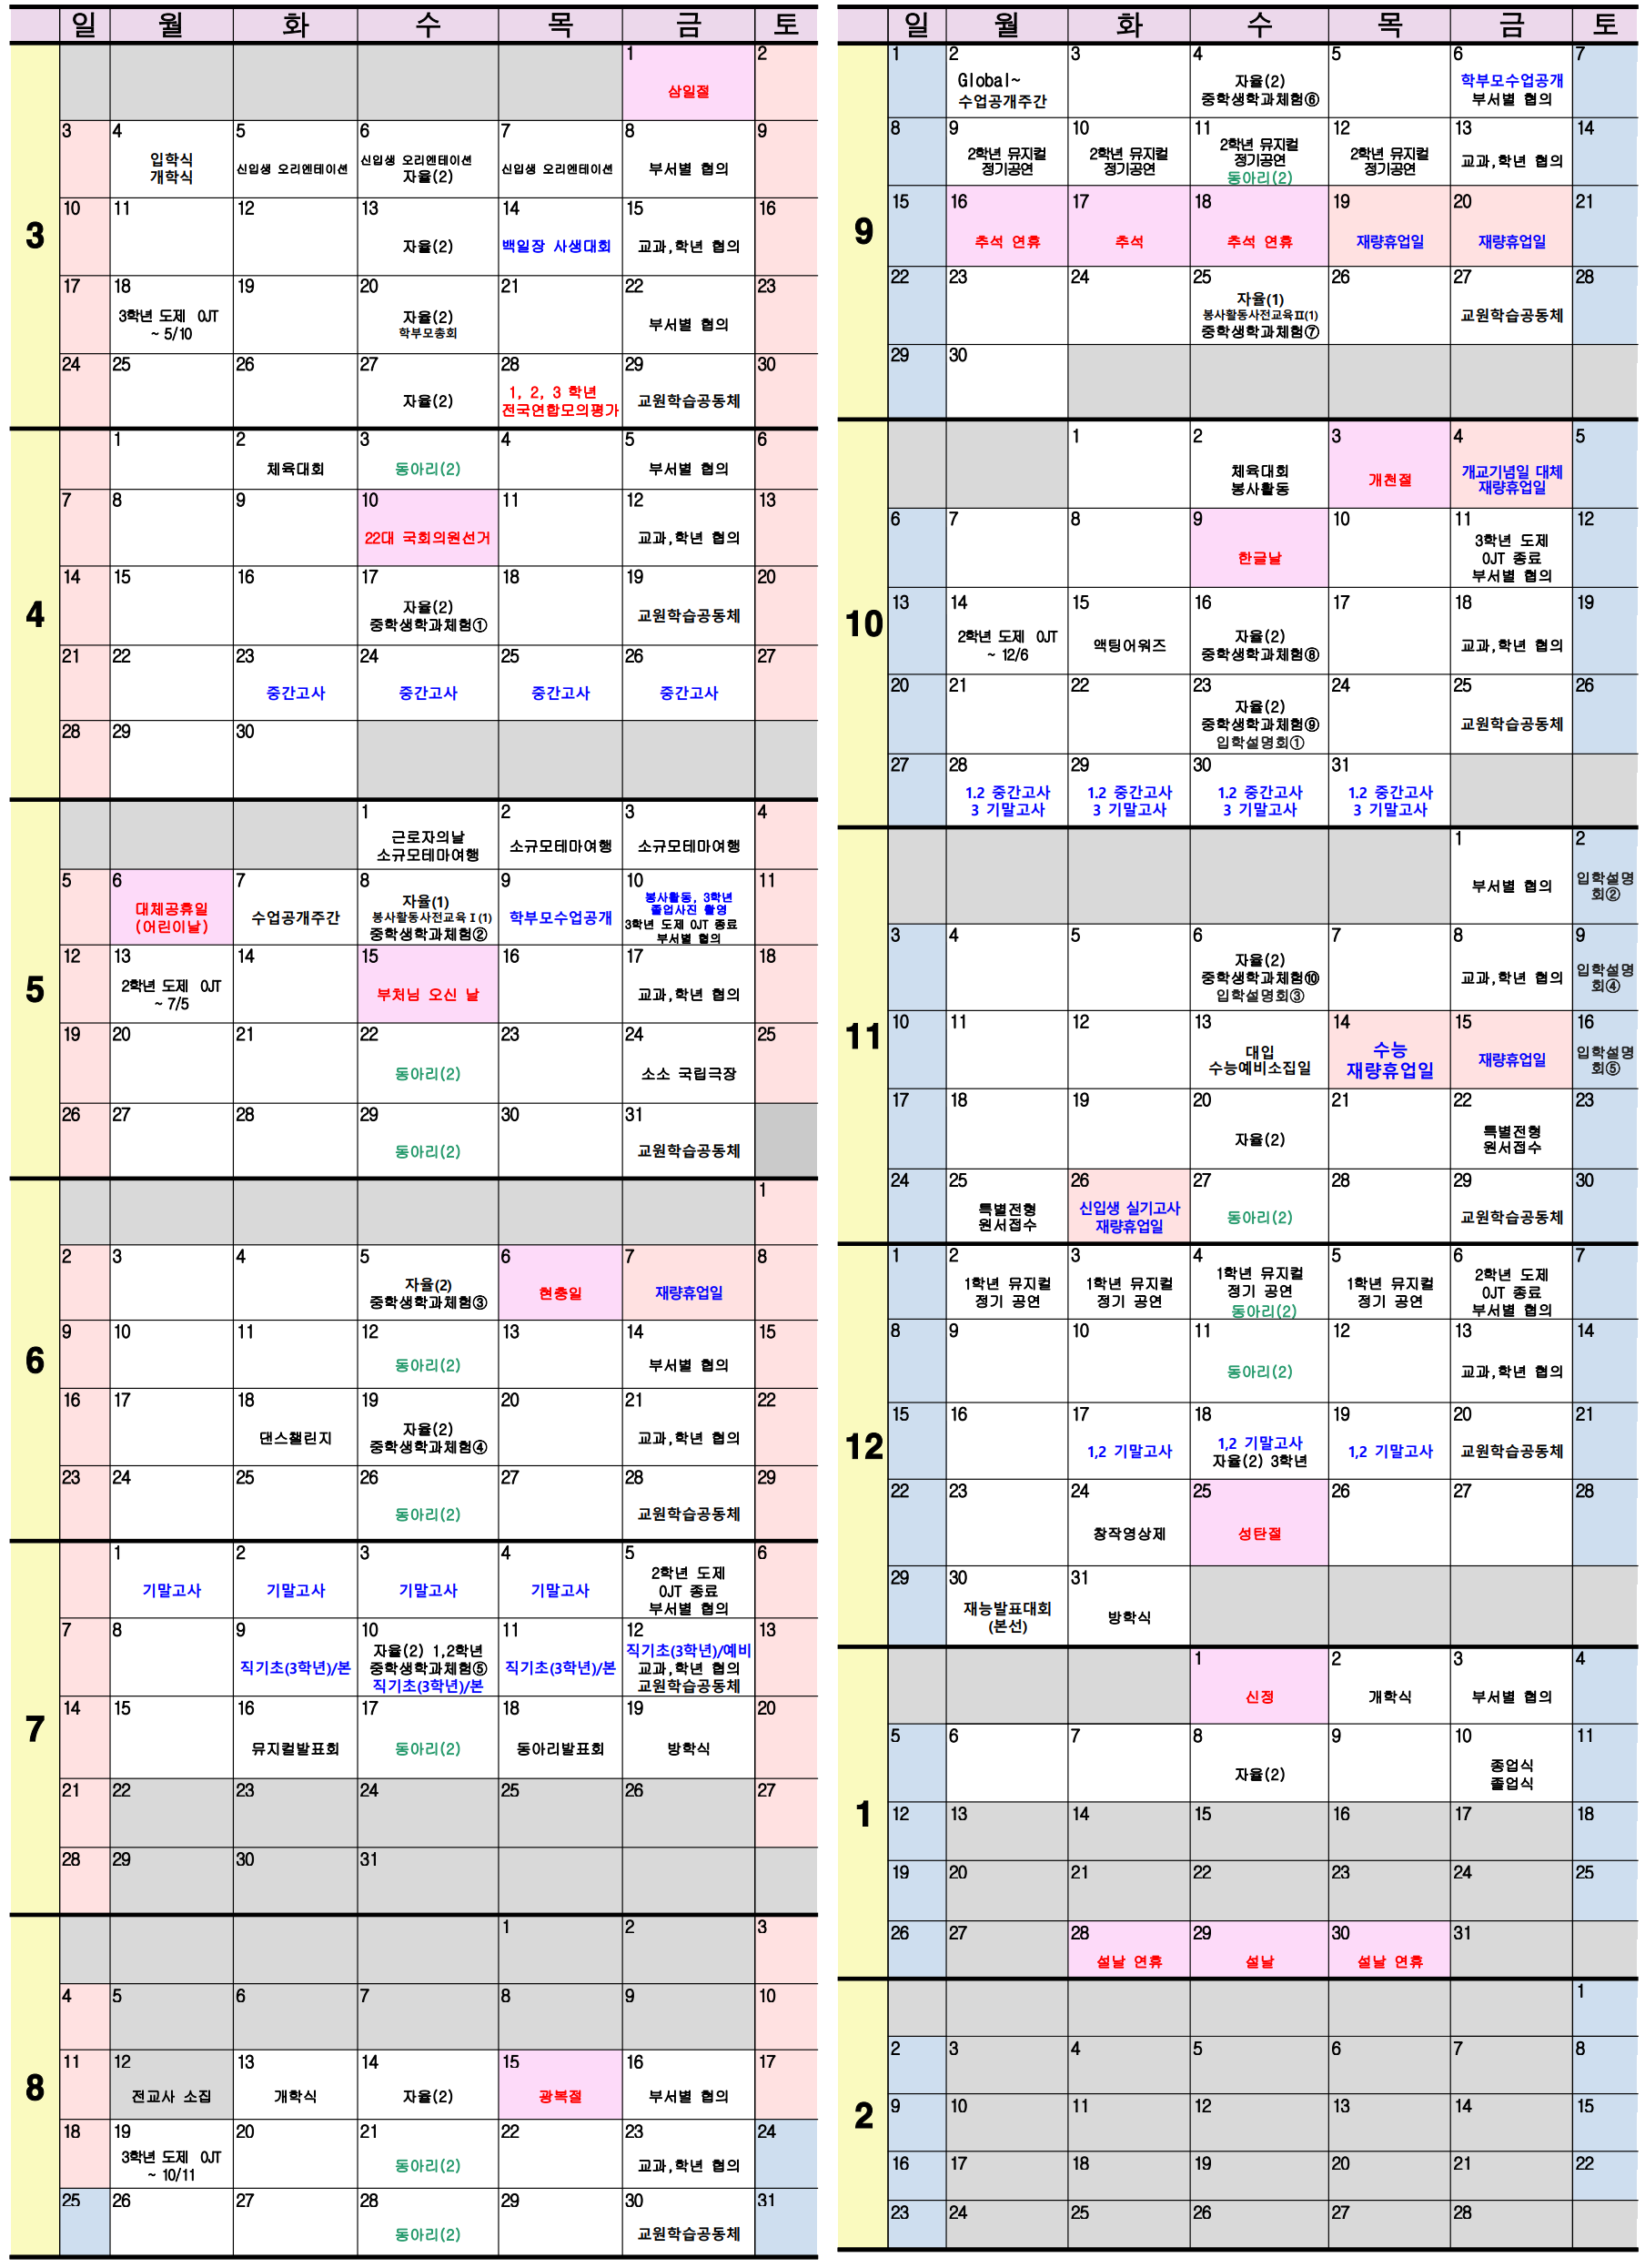 일 월 화 수 목 금 토
3
1
삼일절
2
3
4
입학식
개학식
5
신입생 오리엔테이션
6
신입생 오리엔테이션
자율(2)
7
신입생 오리엔테이션
8
부서별 협의
9
10
11
12
13
자율(2)
14
백일장 사생대회
15
교과,학년 협의
16
17
18
3학년 도제 OJT
~ 5/10
19
20
자율(2)
학부모총회
21
22
부서별 협의
23
24
25
26
27
자율(2)
28
1, 2, 3 학년
전국연합모의평가
29
교원학습공동체
30
4
1
2
체육대회
3
동아리(2)
4
5
부서별 협의
6
7
8
9
10
22대 국회의원선거
11
12
교과,학년 협의
13
14
15
16
17
자율(2)
중학생학과체험①
18
19
교원학습공동체
20
21
22
23
중간고사
24
중간고사
25
중간고사
26
중간고사
27
28
29
30
5
1
근로자의날
소규모테마여행
2
소규모테마여행
3
소규모테마여행
4
5
6
대체공휴일
(어린이날)
7
수업공개주간
8
자율(1)
봉사활동사전교육Ⅰ(1)
중학생학과체험②
9
학부모수업공개
10
봉사활동, 3학년
졸업사진 촬영
3학년 도제 OJT 종료
부서별 협의
11
12
13
2학년 도제 OJT
~ 7/5
14
15
부처님 오신 날
16
17
교과,학년 협의
18
19
20
21
22
동아리(2)
23
24
소소 국립극장
25
26
27
28
29
동아리(2)
30
31
교원학습공동체
6
1
2
3
4
5
자율(2)
중학생학과체험③
6
현충일
7
재량휴업일
8
9
10
11
12
동아리(2)
13
14
부서별 협의
15
16
17
18
댄스챌린지
19
자율(2)
중학생학과체험④
20
21
교과,학년 협의
22
23
24
25
26
동아리(2)
27
28
교원학습공동체
29
7
1
기말고사
2
기말고사
3
기말고사
4
기말고사
5
2학년 도제
OJT 종료
부서별 협의
6
7
8
9
직기초(3학년)/본
10
자율(2) 1,2학년
중학생학과체험⑤
직기초(3학년)/본
11
직기초(3학년)/본
12
직기초(3학년)/예비
교과,학년 협의
교원학습공동체
13
14
15
16
뮤지컬발표회
17
동아리(2)
18
동아리발표회
19
방학식
20
21
22
23
24
25
26
27
28
29
30
31
8
1
2
3
4
5
6
7
8
9
10
11
12
전교사 소집
13
개학식
14
자율(2)
15
광복절
16
부서별 협의
17
18
19
3학년 도제 OJT
~ 10/11
20
21
동아리(2)
22
23
교과,학년 협의
24
25
26
27
28
동아리(2)
29
30
교원학습공동체
31
일 월 화 수 목 금 토
9
1
2
Global~
수업공개주간
3
4
자율(2)
중학생학과체험⑥
5
6
학부모수업공개
부서별 협의
7
8
9
2학년 뮤지컬
정기공연
10
2학년 뮤지컬
정기공연
11
2학년 뮤지컬
정기공연
동아리(2)
12
2학년 뮤지컬
정기공연
13
교과,학년 협의
14
15
16
추석 연휴
17
추석
18
추석 연휴
19
재량휴업일
20
재량휴업일
21
22
23
24
25
자율(1)
봉사활동사전교육Ⅱ(1)
중학생학과체험⑦
26
27
교원학습공동체
28
29
30
10
1
2
체육대회
봉사활동
3
개천절
4
개교기념일 대체
재량휴업일
5
6
7
8
9
한글날
10
11
3학년 도제
OJT 종료
부서별 협의
12
13
14
2학년 도제 OJT
~ 12/6
15
액팅어워즈
16
자율(2)
중학생학과체험⑧
17
18
교과,학년 협의
19
20
21
22
23
자율(2)
중학생학과체험⑨
입학설명회①
24
25
교원학습공동체
26
27
28
1.2 중간고사
3 기말고사
29
1.2 중간고사
3 기말고사
30
1.2 중간고사
3 기말고사
31
1.2 중간고사
3 기말고사
11
1
부서별 협의
2
입학설명
회②
3
4
5
6
자율(2)
중학생학과체험⑩
입학설명회③
7
8
교과,학년 협의
9
입학설명
회④
10
11
12
13
대입
수능예비소집일
14
수능
재량휴업일
15
재량휴업일
16
입학설명
회⑤
17
18
19
20
자율(2)
21
22
특별전형
원서접수
23
24
25
특별전형
원서접수
26
신입생 실기고사
재량휴업일
27
동아리(2)
28
29
교원학습공동체
30
12
1
2
1학년 뮤지컬
정기 공연
3
1학년 뮤지컬
정기 공연
4
1학년 뮤지컬
정기 공연
동아리(2)
5
1학년 뮤지컬
정기 공연
6
2학년 도제
OJT 종료
부서별 협의
7
8
9
10
11
동아리(2)
12
13
교과,학년 협의
14
15
16
17
1,2 기말고사
18
1,2 기말고사
자율(2) 3학년
19
1,2 기말고사
20
교원학습공동체
21
22
23
24
창작영상제
25
성탄절
26
27
28
29
30
재능발표대회
(본선)
31
방학식
1
1
신정
2
개학식
3
부서별 협의
4
5
6
7
8
자율(2)
9
10
종업식
졸업식
11
12
13
14
15
16
17
18
19
20
21
22
23
24
25
26
27
28
설날 연휴
29
설날
30
설날 연휴
31
2
1
2
3
4
5
6
7
8
9
10
11
12
13
14
15
16
17
18
19
20
21
22
23
24
25
26
27
28